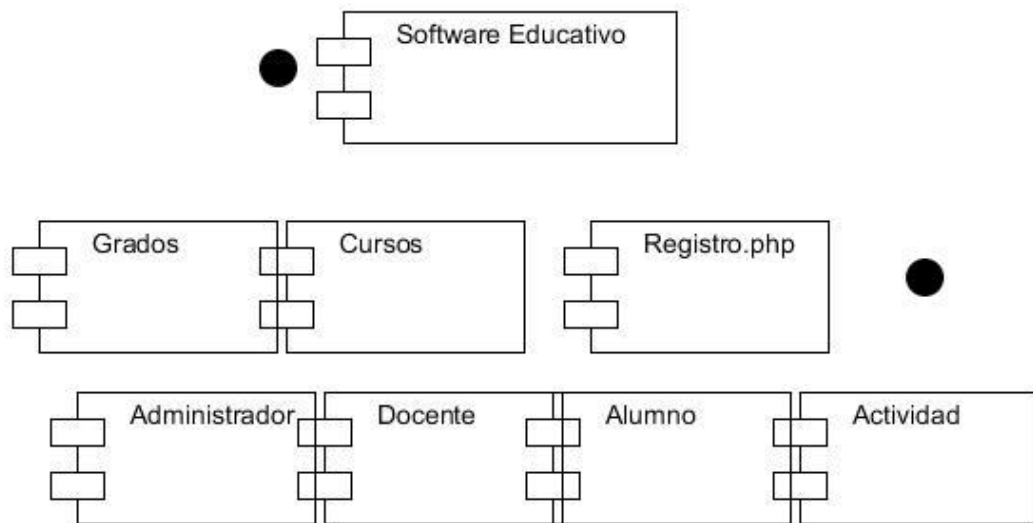 Software Educativo
Grados
Cursos
Registro.php
Administrador
Docente
Alumno
Actividad